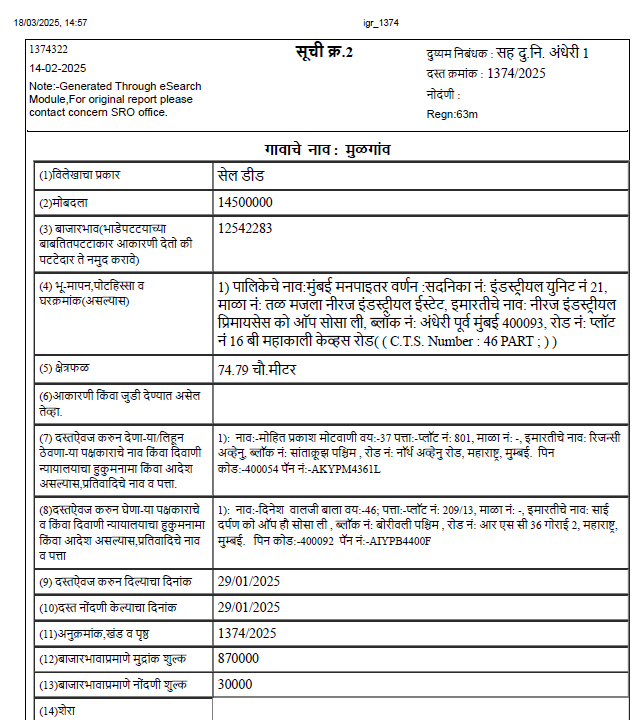 18/03/2025, 14:57 igr_1374
1374322
14-02-2025
Note:-Generated Through eSearch
Module,For original report please
contact concern SRO office.
सूची क्र.2
दुय्यम निबंधक : सह दु.नि. अंधेरी 1
दस्त क्रमांक : 1374/2025
नोदंणी :
Regn:63m
गावाचे नाव : मुळगांव
(1)विलेखाचा प्रकार
सेल डीड
(2)मोबदला
14500000
(3) बाजारभाव(भाडेपटटयाच्या
बाबतितपटटाकार आकारणी देतो की
पटटेदार ते नमुद करावे)
12542283
(4) भू-मापन,पोटहिस्सा व
घरक्रमांक(असल्यास)
1) पालिकेचे नाव:मुंबई मनपाइतर वर्णन :सदनिका नं: इंडस्ट्रीयल युनिट नं 21,
माळा नं: तळ मजला नीरज इंडस्ट्रीयल ईस्टेट, इमारतीचे नाव: नीरज इंडस्ट्रीयल
प्रिमायसेस को ऑप सोसा ली, ब्लॉक नं: अंधेरी पूर्व मुंबई 400093, रोड नं: प्लॉट
नं 16 बी महाकाली केव्हस रोड( ( C.T.S. Number : 46 PART ; ) )
(5) क्षेत्रफळ
74.79 चौ.मीटर
(6)आकारणी किंवा जुडी देण्यात असेल
तेव्हा.
(7) दस्तऐवज करुन देणा-या/लिहून
ठेवणा-या पक्षकाराचे नाव किंवा दिवाणी
न्यायालयाचा हुकुमनामा किंवा आदेश
असल्यास,प्रतिवादिचे नाव व पत्ता.
1): नाव:-मोहित प्रकाश मोटवाणी वय:-37 पत्ता:-प्लॉट नं: 801, माळा नं: -, इमारतीचे नाव: रिजन्सी
अव्हेनु, ब्लॉक नं: सांताक्रूझ पश्चिम , रोड नं: नॉर्थ अव्हेनु रोड, महाराष्ट्र, मुम्बई. पिन
कोड:-400054 पॅन नं:-AKYPM4361L
(8)दस्तऐवज करुन घेणा-या पक्षकाराचे
व किंवा दिवाणी न्यायालयाचा हुकुमनामा
किंवा आदेश असल्यास,प्रतिवादिचे नाव
व पत्ता
1): नाव:-दिनेश वालजी बाला वय:-46; पत्ता:-प्लॉट नं: 209/13, माळा नं: -, इमारतीचे नाव: साई
दर्पण को ऑप हौ सोसा ली , ब्लॉक नं: बोरीवली पश्चिम , रोड नं: आर एस सी 36 गोराई 2, महाराष्ट्र,
मुम्बई. पिन कोड:-400092 पॅन नं:-AIYPB4400F
(9) दस्तऐवज करुन दिल्याचा दिनांक
29/01/2025
(10)दस्त नोंदणी केल्याचा दिनांक
29/01/2025
(11)अनुक्रमांक,खंड व पृष्ठ
1374/2025
(12)बाजारभावाप्रमाणे मुद्रांक शुल्क
870000
(13)बाजारभावाप्रमाणे नोंदणी शुल्क
30000
(14)शेरा